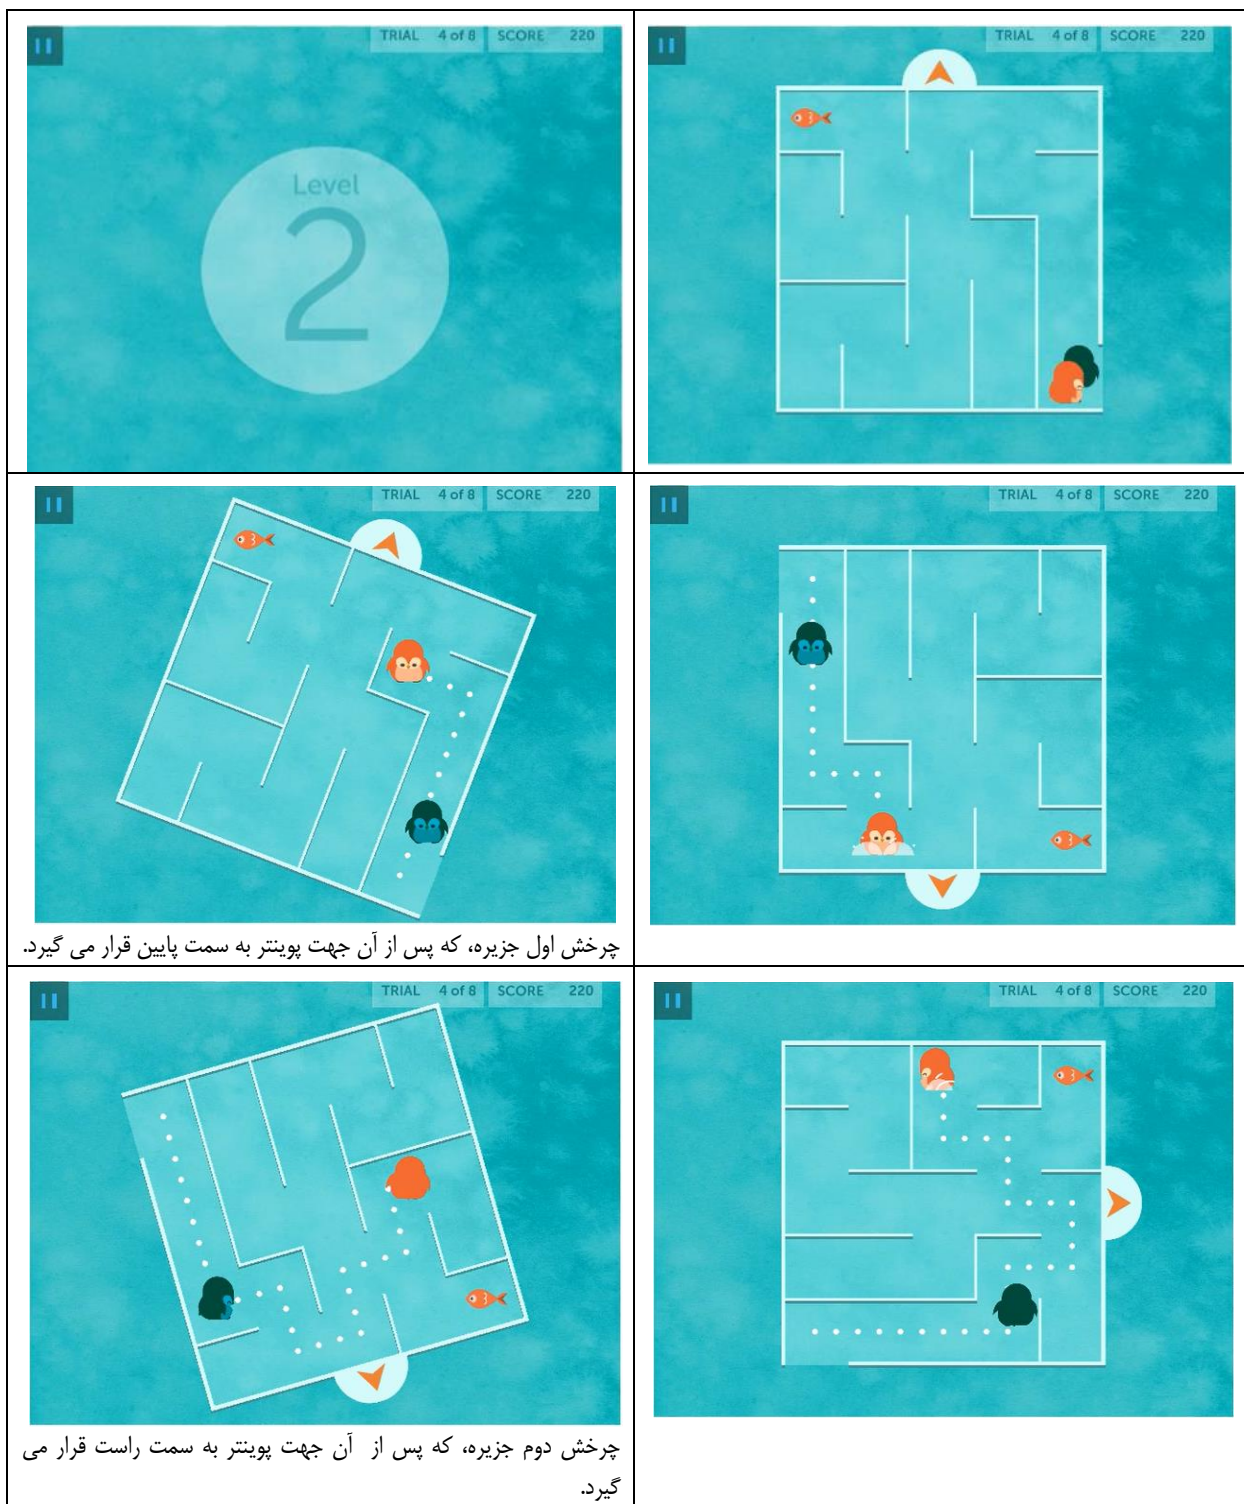 TRIAL 4 of 8 SCORE 220
Level
2
TRIAL 4 of 8 SCORE 220
TRIAL 4 of 8 SCORE 220
چرخش اول جزیره، که پس از آن جهت پوینتر به سمت پایین قرار می گیرد.
TRIAL 4 of 8 SCORE 220
TRIAL 4 of 8 SCORE 220
چرخش دوم جزیره، که پس از آن جهت پوینتر به سمت راست قرار می
گیرد.
TRIAL 4 of 8 SCORE 220